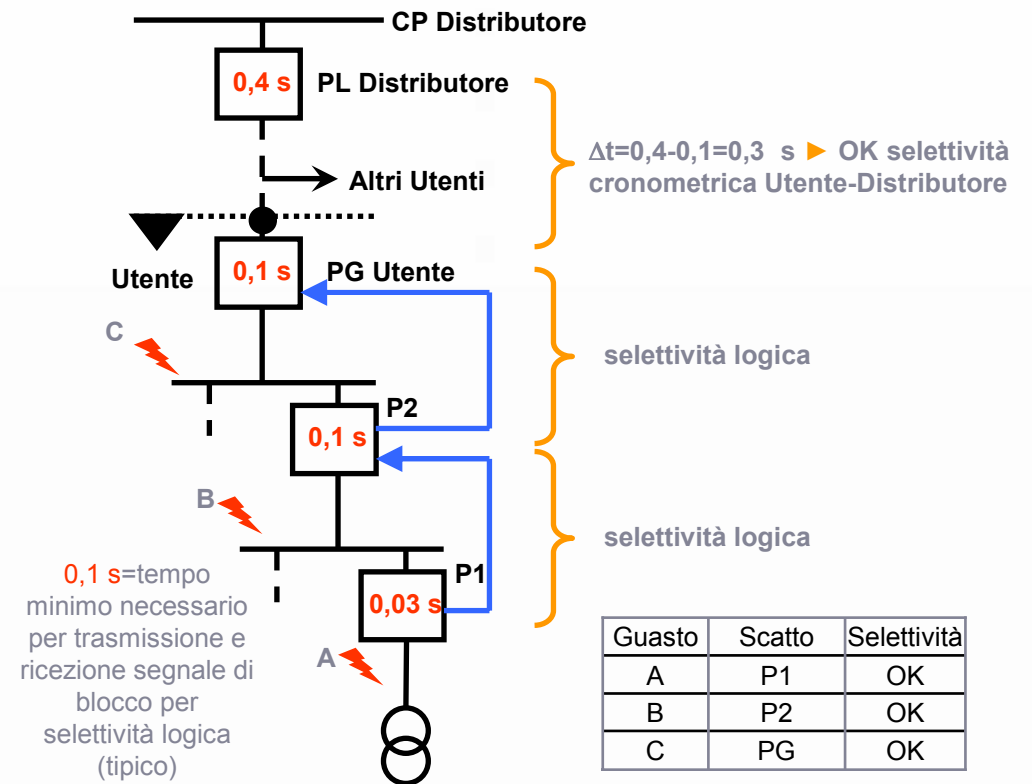 CP Distributore
0,4 s
PL Distributore
Δt=0,4-0,1=0,3 s ► OK selettività
cronometrica Utente-Distributore
Altri Utenti
Utente
0,1 s
PG Utente
C
selettività logica
P2
0,1 s
B
selettività logica
P1
0,03 s
A
0,1 s=tempo
minimo necessario
per trasmissione e
ricezione segnale di
blocco per
selettività logica
(tipico)
Guasto Scatto Selettività
A P1 OK
B P2 OK
C PG OK